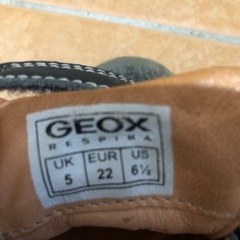 GEOX
RESPIRA
UK EUR US
5 22 6½